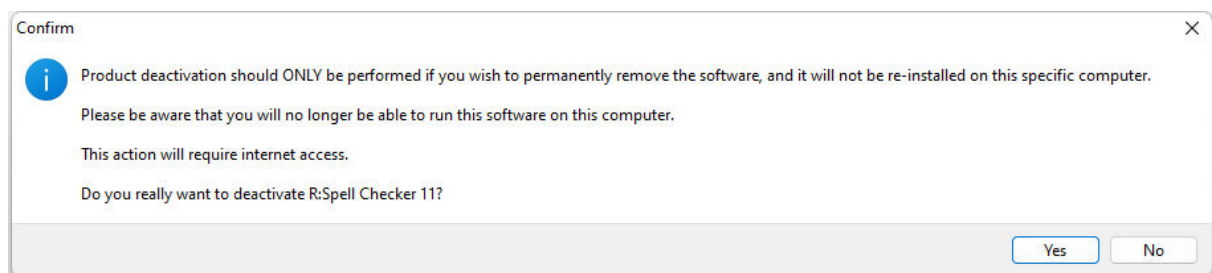 Confirm
Product deactivation should ONLY be performed if you wish to permanently remove the software, and it will not be re-installed on this specific computer.
Please be aware that you will no longer be able to run this software on this computer.
This action will require internet access.
Do you really want to deactivate R:Spell Checker 11?
Yes No